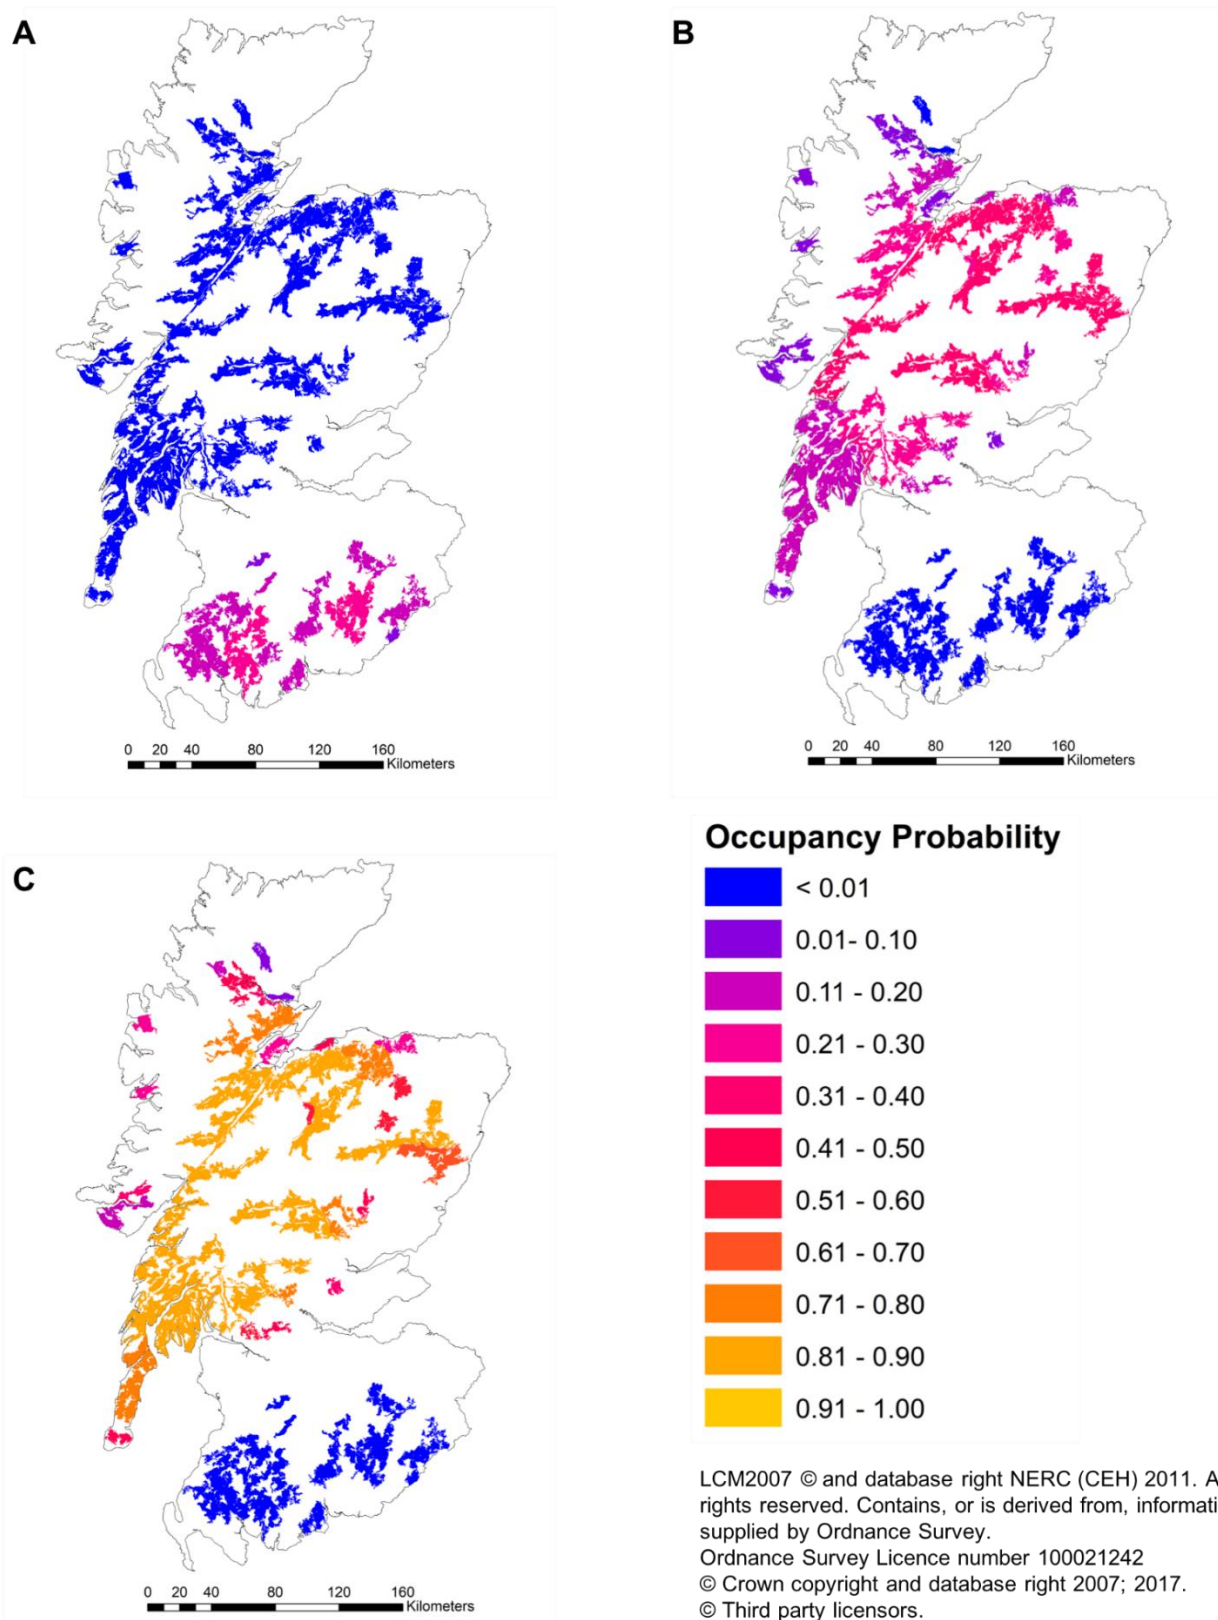 A
B
0 20 40 80 120 160
Kilometers
0 20 40 80 120 160
Kilometers
C
Occupancy Probability
< 0.01
0.01- 0.10
0.11 - 0.20
0.21 - 0.30
0.31 - 0.40
0.41 - 0.50
0.51 - 0.60
0.61 - 0.70
0.71 - 0.80
0.81 - 0.90
0.91 - 1.00
0 20 40 80 120 160
Kilometers
LCM2007 © and database right NERC (CEH) 2011. A
rights reserved. Contains, or is derived from, informati
supplied by Ordnance Survey.
Ordnance Survey Licence number 100021242
© Crown copyright and database right 2007; 2017.
© Third party licensors.